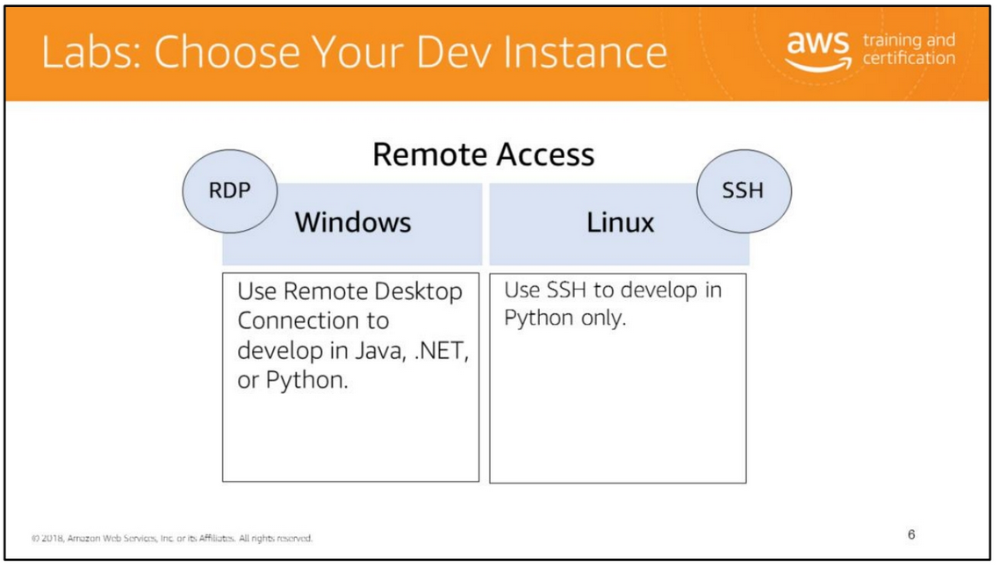 Labs: Choose Your Dev Instance
aws training and
certification
Remote Access
RDP
SSH
Windows
Linux
Use Remote Desktop
Connection to
develop in Java, .NET,
or Python.
Use SSH to develop in
Python only.
© 2018, Amazon Web Services, Inc. or its Affiliates. All rights reserved.
6